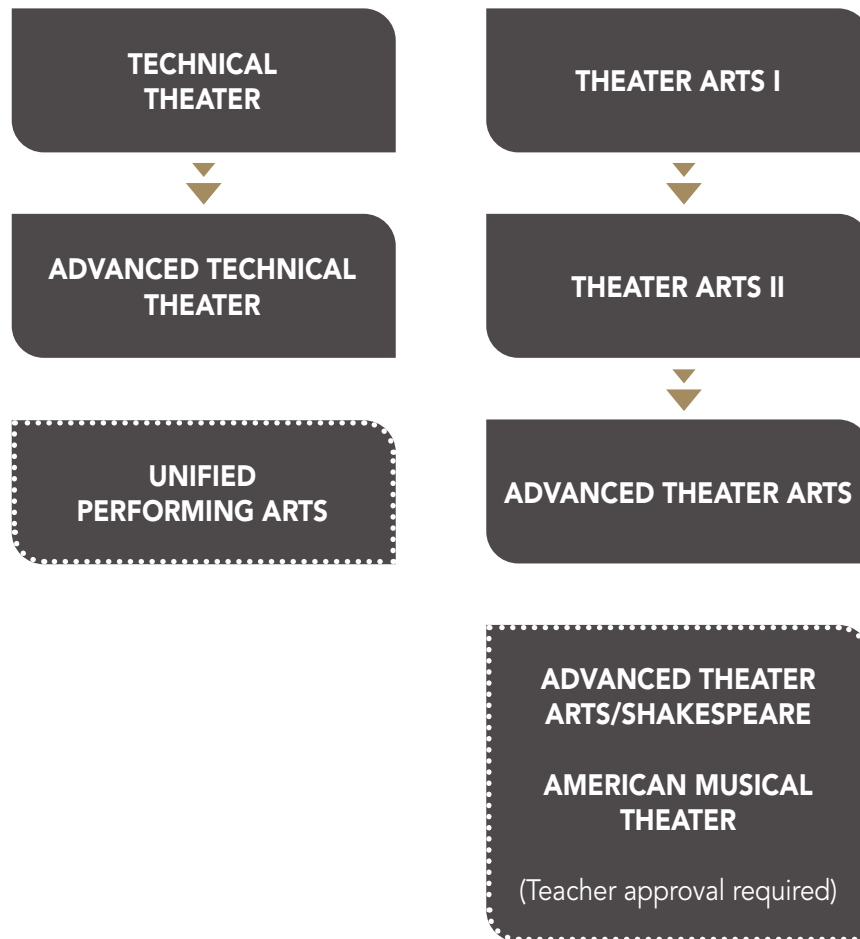 TECHNICAL
THEATER
ADVANCED TECHNICAL
THEATER
UNIFIED
PERFORMING ARTS
THEATER ARTS I
THEATER ARTS II
ADVANCED THEATER ARTS
ADVANCED THEATER
ARTS/SHAKESPEARE
AMERICAN MUSICAL
THEATER
(Teacher approval required)